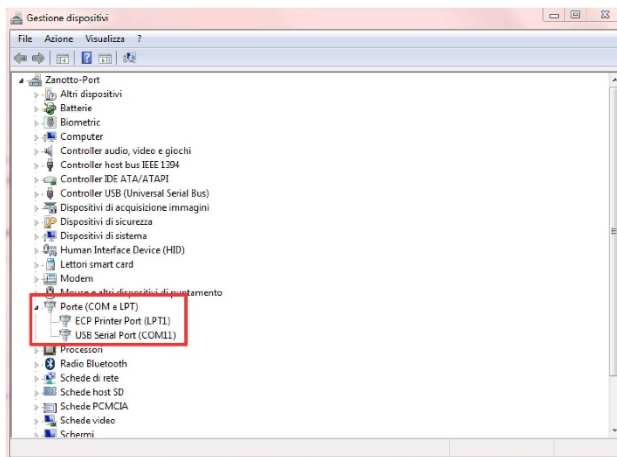 Gestione dispositivi
File Azione Visualizza ?
Zanotto-Port
Altri dispositivi
Batterie
Biometric
Computer
Controller audio, video e giochi
Controller host bus IEEE 1394
Controller IDE ATA/ATAPI
Controller USB (Universal Serial Bus)
Dispositivi di acquisizione immagini
Dispositivi di sicurezza
Dispositivi di sistema
Human Interface Device (HID)
Lettori smart card
Modem
Mouse e altri dispositivi di puntamento
Porte (COM e LPT)
ECP Printer Port (LPT1)
USB Serial Port (COM11)
Processori
Radio Bluetooth
Schede di rete
Schede host SD
Schede PCMCIA
Schede video
Schermi